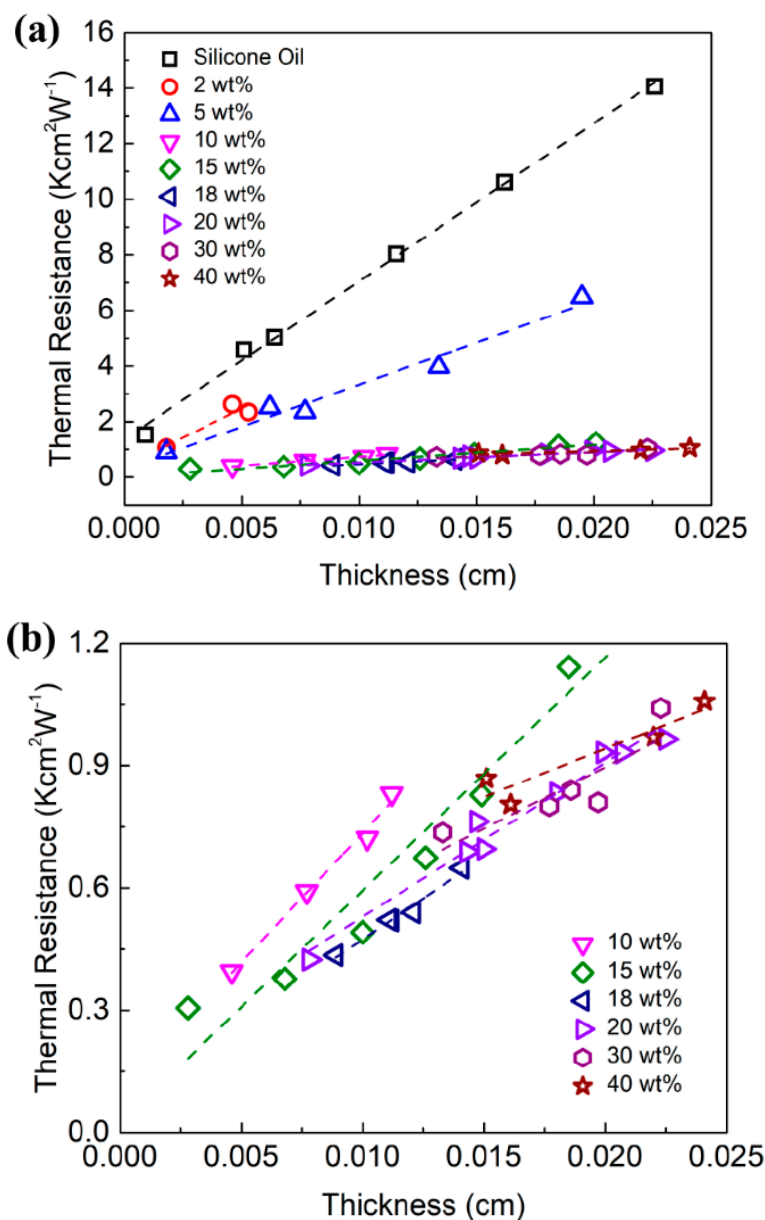 (a)
16
14
12
10
8
6
4
2
0
Thermal Resistance (Kcm²W⁻¹)
Silicone Oil
2 wt%
5 wt%
10 wt%
15 wt%
18 wt%
20 wt%
30 wt%
40 wt%
0.000 0.005 0.010 0.015 0.020 0.025
Thickness (cm)
(b)
1.2
0.9
0.6
0.3
0.0
Thermal Resistance (Kcm²W⁻¹)
10 wt%
15 wt%
18 wt%
20 wt%
30 wt%
40 wt%
0.000 0.005 0.010 0.015 0.020 0.025
Thickness (cm)